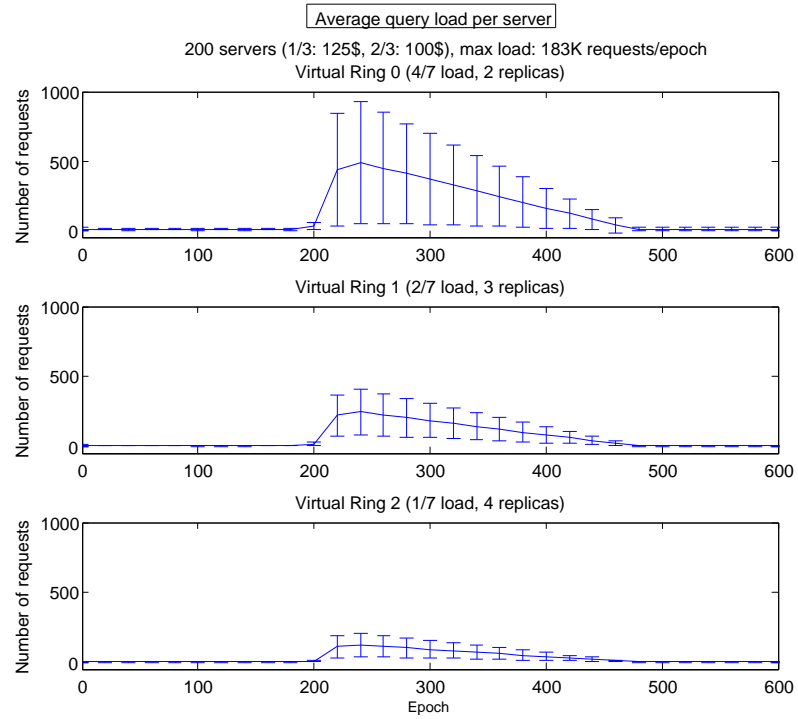 Average query load per server
200 servers (1/3: 125$, 2/3: 100$), max load: 183K requests/epoch
Virtual Ring 0 (4/7 load, 2 replicas)
Number of requests
1000
500
0
0 100 200 300 400 500 600
Virtual Ring 1 (2/7 load, 3 replicas)
Number of requests
1000
500
0
0 100 200 300 400 500 600
Virtual Ring 2 (1/7 load, 4 replicas)
Number of requests
1000
500
0
0 100 200 300 400 500 600
Epoch